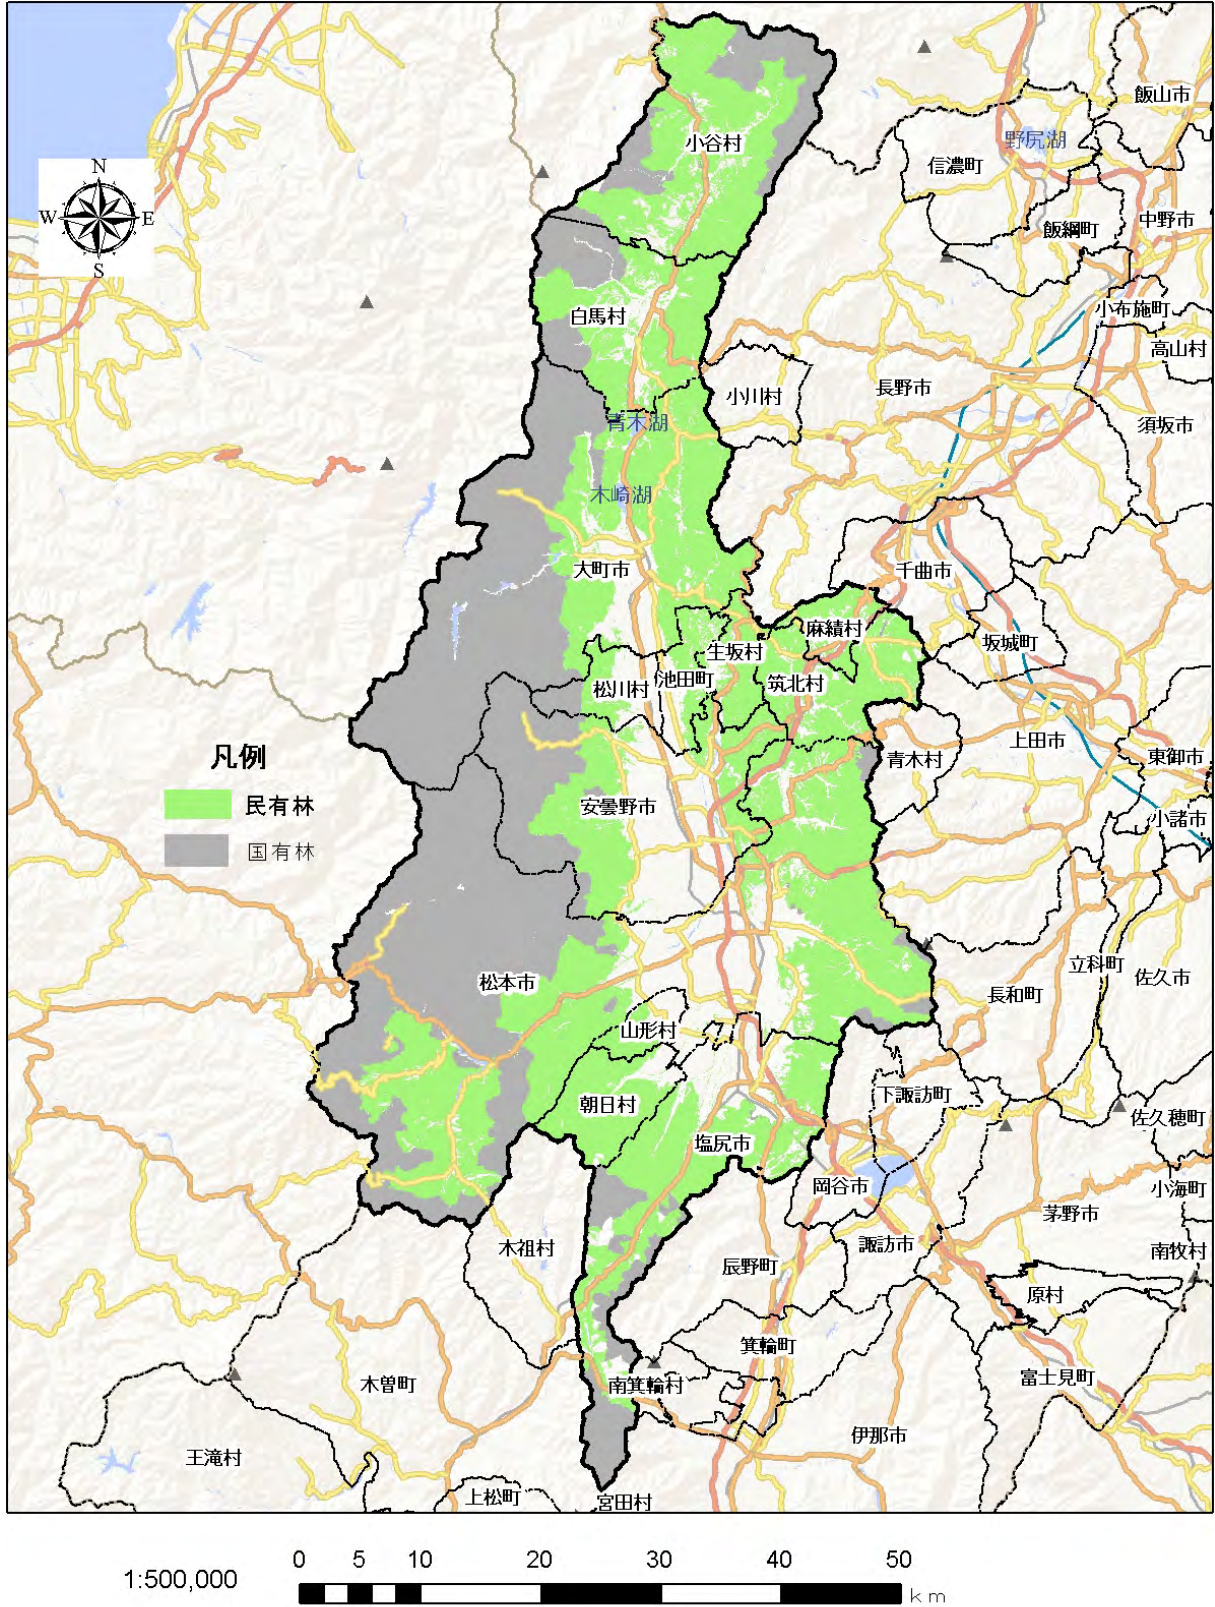 飯山市
小谷村
野尻湖
信濃町
N
W
E
S
飯綱町
中野市
小布施町
白馬村
高山村
長野市
小川村
青木湖
須坂市
木崎湖
大町市
千曲市
麻績村
坂城町
生坂村
池田町
松川村
筑北村
上田市
凡例
青木村
東御市
民有林
安曇野市
小諸市
国有林
立科町
佐久市
松本市
長和町
山形村
下諏訪町
朝日村
佐久穂町
塩尻市
岡谷市
小海町
茅野市
木祖村
諏訪市
南牧村
辰野町
原村
箕輪町
富士見町
木曽町
南箕輪村
伊那市
王滝村
上松町
宮田村
0 5 10 20 30 40 50
1:500,000
km